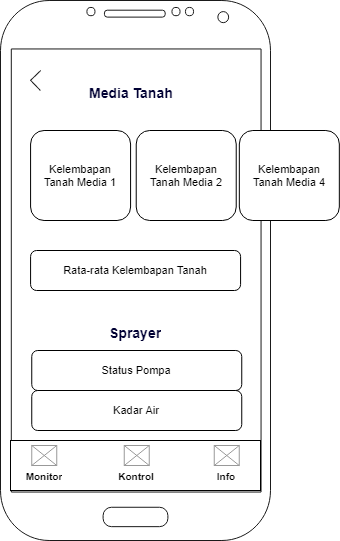 Media Tanah
Kelembapan
Tanah Media 1
Kelembapan
Tanah Media 2
Kelembapan
Tanah Media 4
Rata-rata Kelembapan Tanah
Sprayer
Status Pompa
Kadar Air
Monitor
Kontrol
Info